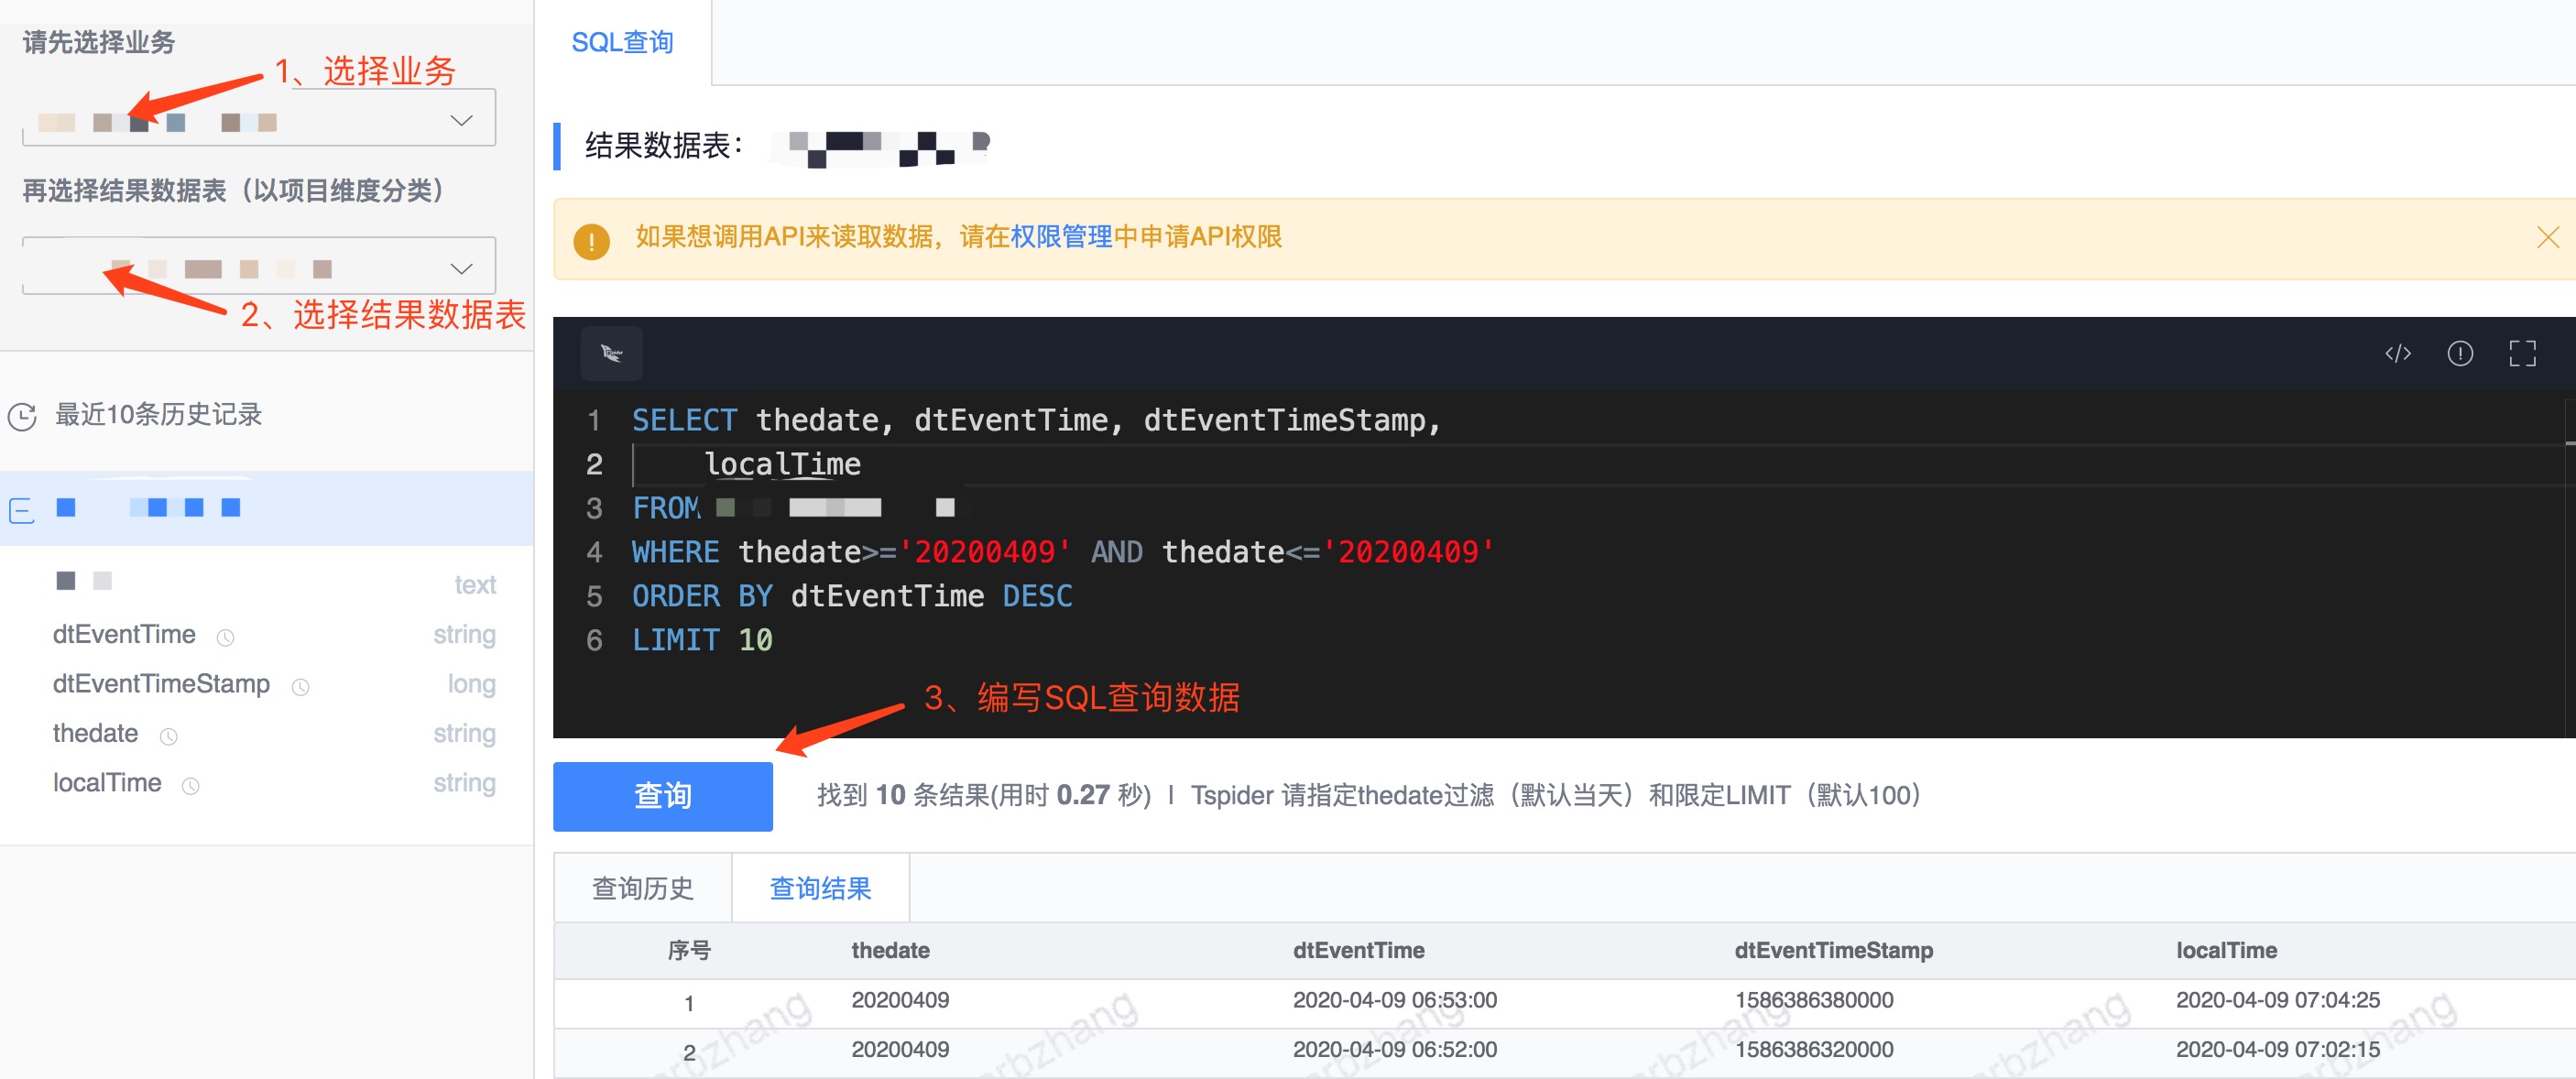 请先选择业务
1、选择业务
再选择结果数据表（以项目维度分类）
2、选择结果数据表
最近10条历史记录
text
dtEventTime string
dtEventTimeStamp long
thedate string
localTime string
SQL查询
结果数据表：
如果想调用API来读取数据，请在权限管理中申请API权限
1 SELECT thedate, dtEventTime, dtEventTimeStamp,
2 localTime
3 FROM
4 WHERE thedate>='20200409' AND thedate<='20200409'
5 ORDER BY dtEventTime DESC
6 LIMIT 10
3、编写SQL查询数据
查询 找到 10 条结果(用时 0.27 秒) | Tspider 请指定thedate过滤（默认当天）和限定LIMIT（默认100）
查询历史 查询结果
序号 thedate dtEventTime dtEventTimeStamp localTime
1 20200409 2020-04-09 06:53:00 1586386380000 2020-04-09 07:04:25
2 20200409 2020-04-09 06:52:00 1586386320000 2020-04-09 07:02:15